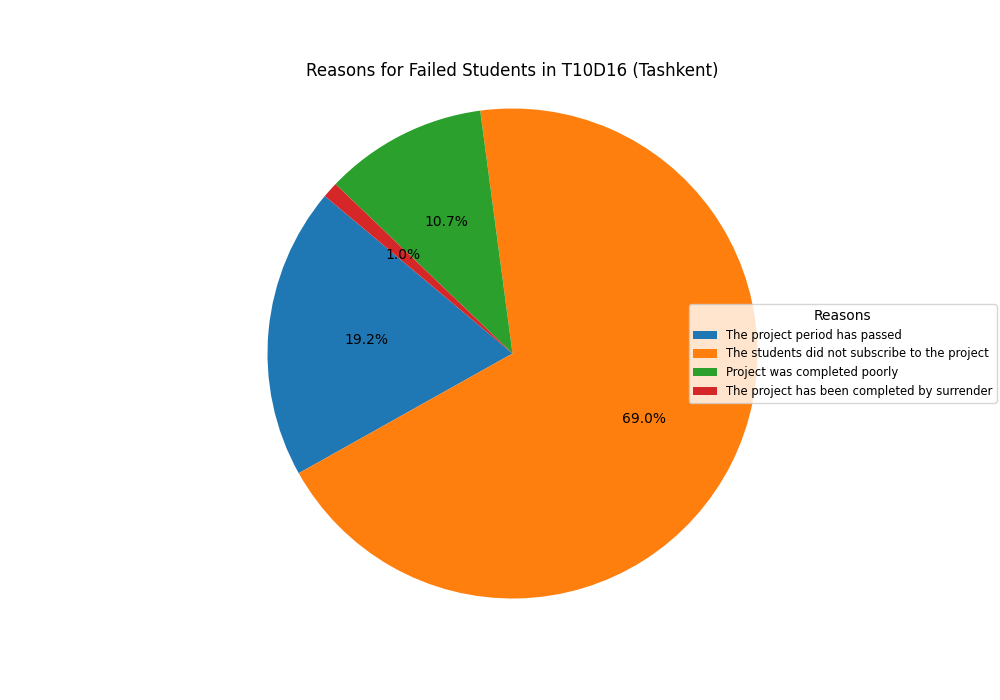 Reasons for Failed Students in T10D16 (Tashkent)
10.7%
1.0%
19.2%
69.0%
Reasons
The project period has passed
The students did not subscribe to the project
Project was completed poorly
The project has been completed by surrender